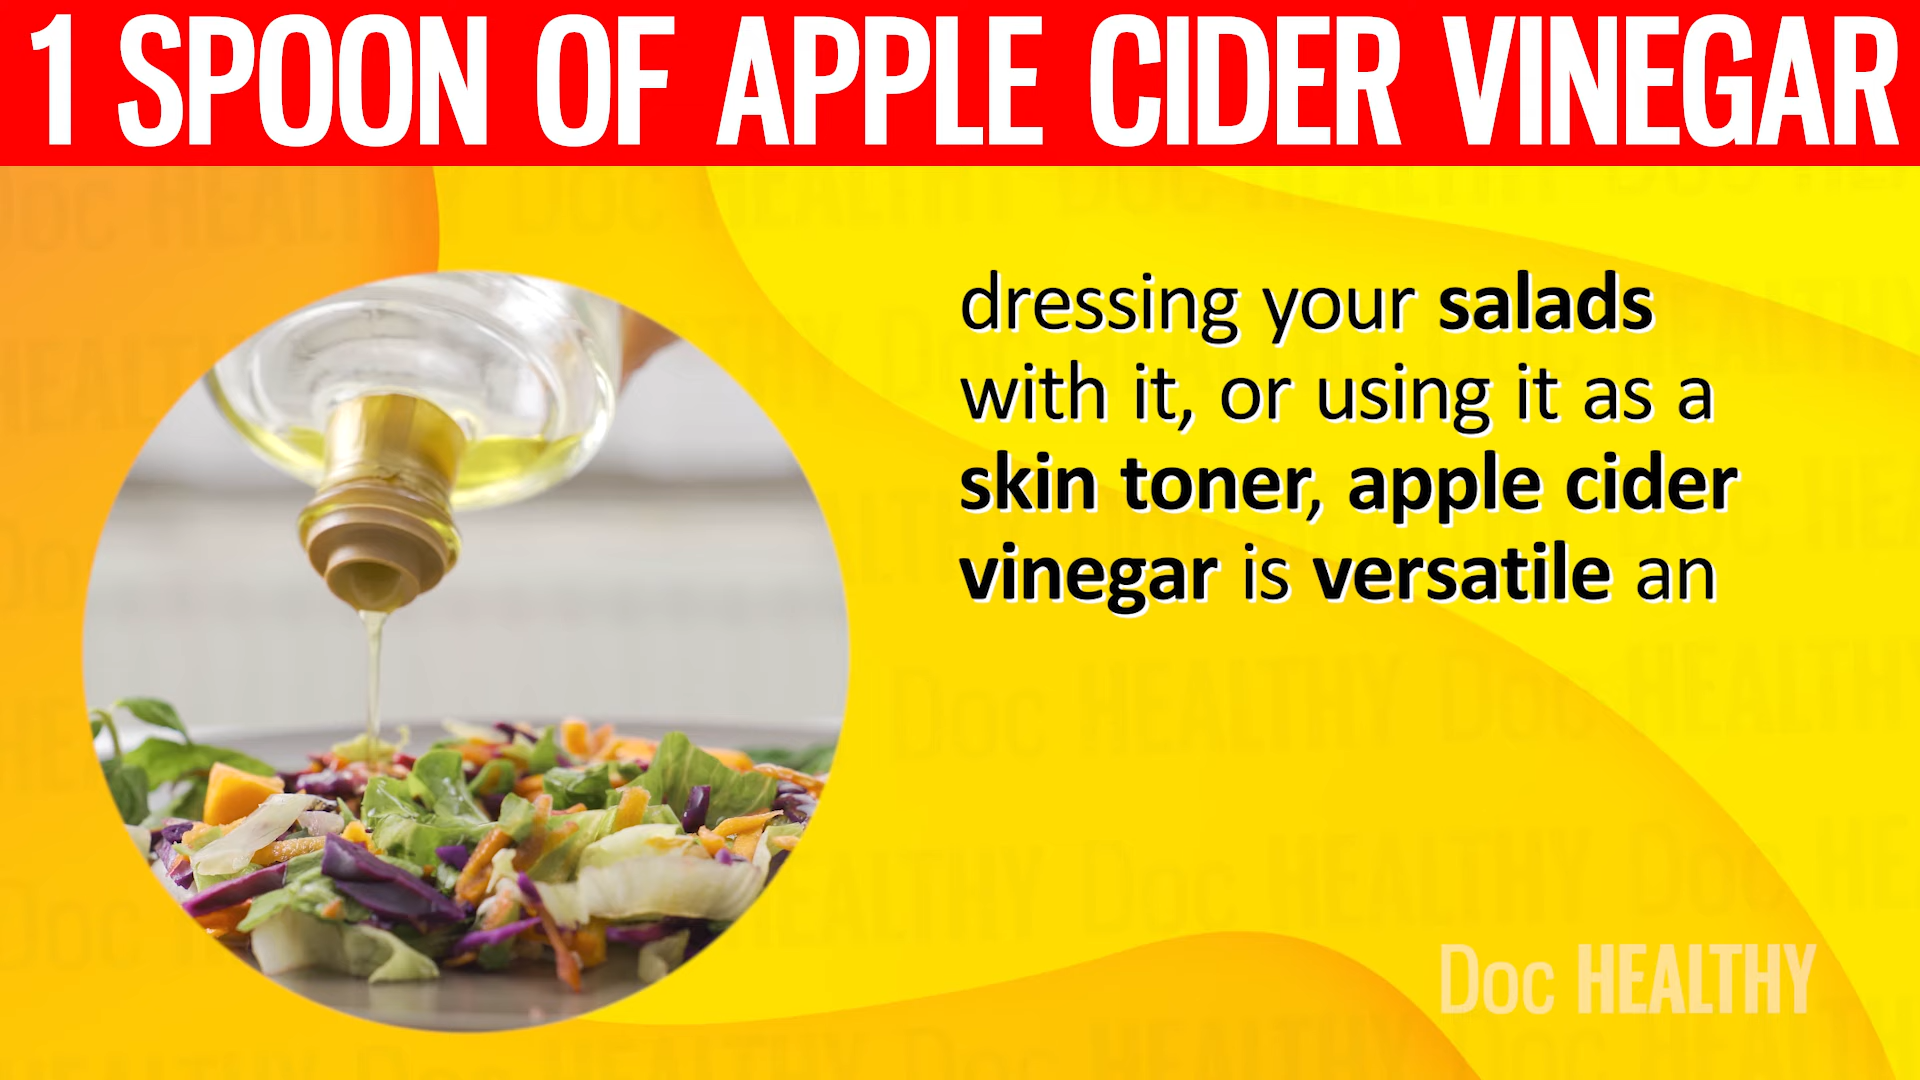 1 SPOON OF APPLE CIDER VINEGAR
dressing your salads
with it, or using it as a
skin toner, apple cider
vinegar is versatile an
Doc HEALTHY